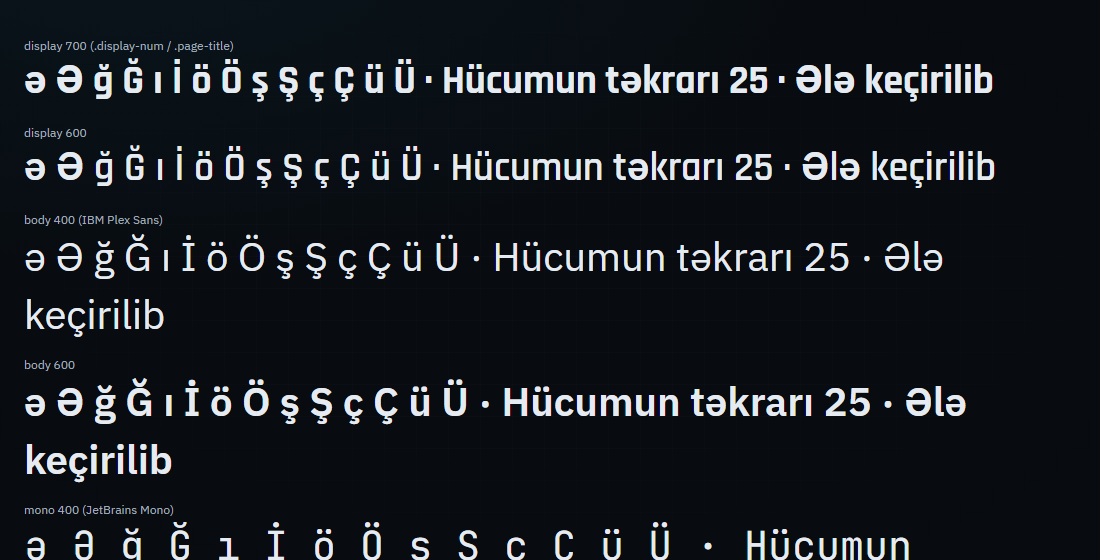 display 700 (.display-num / .page-title)
ə Ə ğ Ğ ı İ ö Ö ş Ş ç Ç ü Ü · Hücumun təkrarı 25 · Ələ keçirilib
display 600
ə Ə ğ Ğ ı İ ö Ö ş Ş ç Ç ü Ü · Hücumun təkrarı 25 · Ələ keçirilib
body 400 (IBM Plex Sans)
ə Ə ğ Ğ ı İ ö Ö ş Ş ç Ç ü Ü · Hücumun təkrarı 25 · Ələ
keçirilib
body 600
ə Ə ğ Ğ ı İ ö Ö ş Ş ç Ç ü Ü · Hücumun təkrarı 25 · Ələ
keçirilib
mono 400 (JetBrains Mono)
ə Ə ğ Ğ ı İ ö Ö ş Ş ç Ç ü Ü · Hücumun